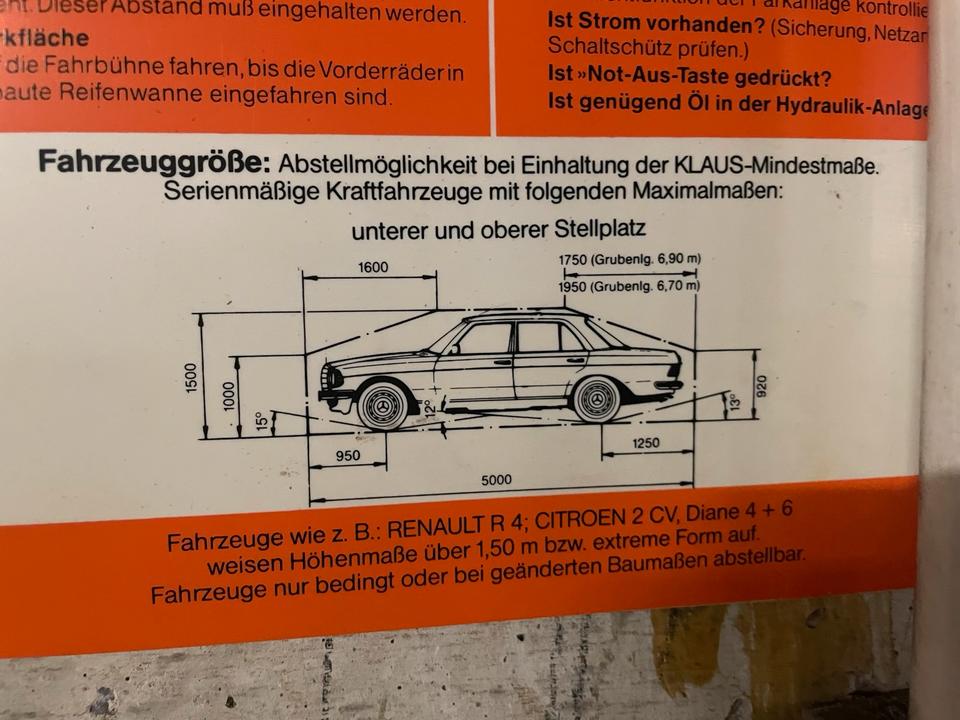 Dieser Abstand muß eingehalten werden.
die Fahrbühne fahren, bis die Vorderräder in
Reifenwanne eingefahren sind.
der kontrollie
Ist Strom vorhanden? (Sicherung, Netzan
Schaltschütz prüfen.)
Ist »Not-Aus-Taste gedrückt?
Ist genügend Öl in der Hydraulik-Anlage
Fahrzeuggröße: Abstellmöglichkeit bei Einhaltung der KLAUS-Mindestmaße.
Serienmäßige Kraftfahrzeuge mit folgenden Maximalmaßen:
unterer und oberer Stellplatz
1600
1750 (Grubenlg. 6,90 m)
1950 (Grubenlg. 6,70 m)
1500
1000
15°
12°
13°
920
950
1250
5000
Fahrzeuge wie z. B.: RENAULT R 4; CITROEN 2 CV, Diane 4 + 6
weisen Höhenmaße über 1,50 m bzw. extreme Form auf.
Fahrzeuge nur bedingt oder bei geänderten Baumaßen abstellbar.